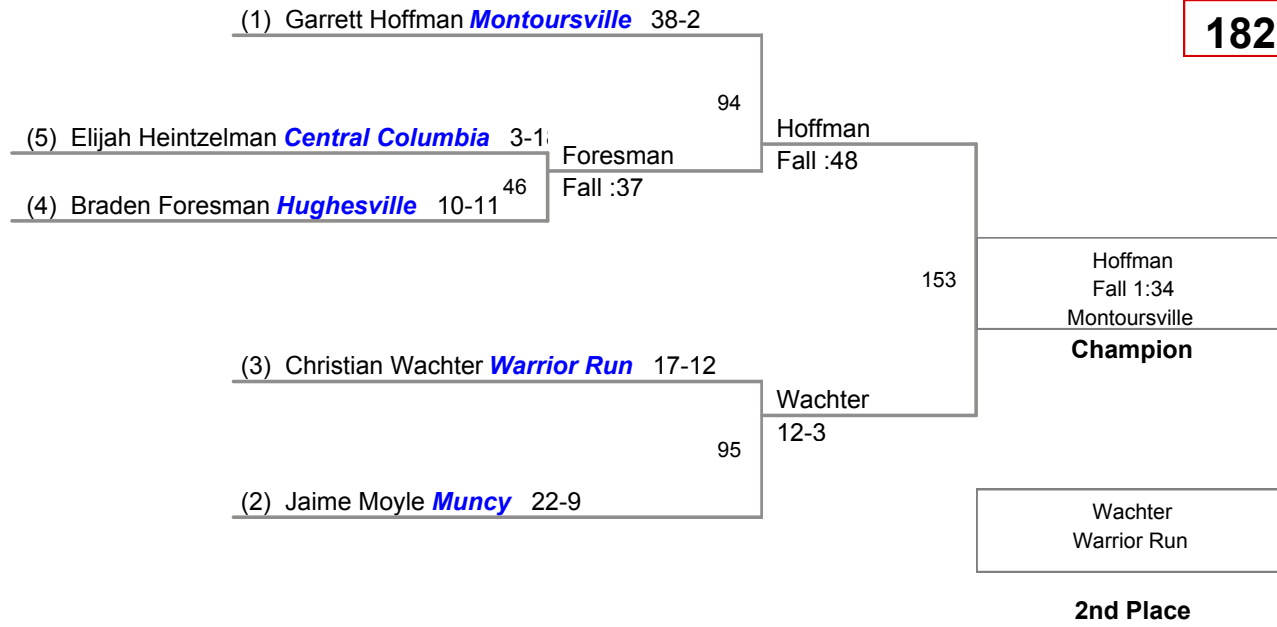 (1) Garrett Hoffman Montoursville 38-2
182
94
Hoffman
Fall :48
(5) Elijah Heintzelman Central Columbia
Foresman
Fall :37
46
(4) Braden Foresman Hughesville 10-11
153
Hoffman
Fall 1:34
Montoursville
Champion
(3) Christian Wachter Warrior Run 17-12
Wachter
12-3
95
(2) Jaime Moyle Muncy 22-9
Wachter
Warrior Run
2nd Place